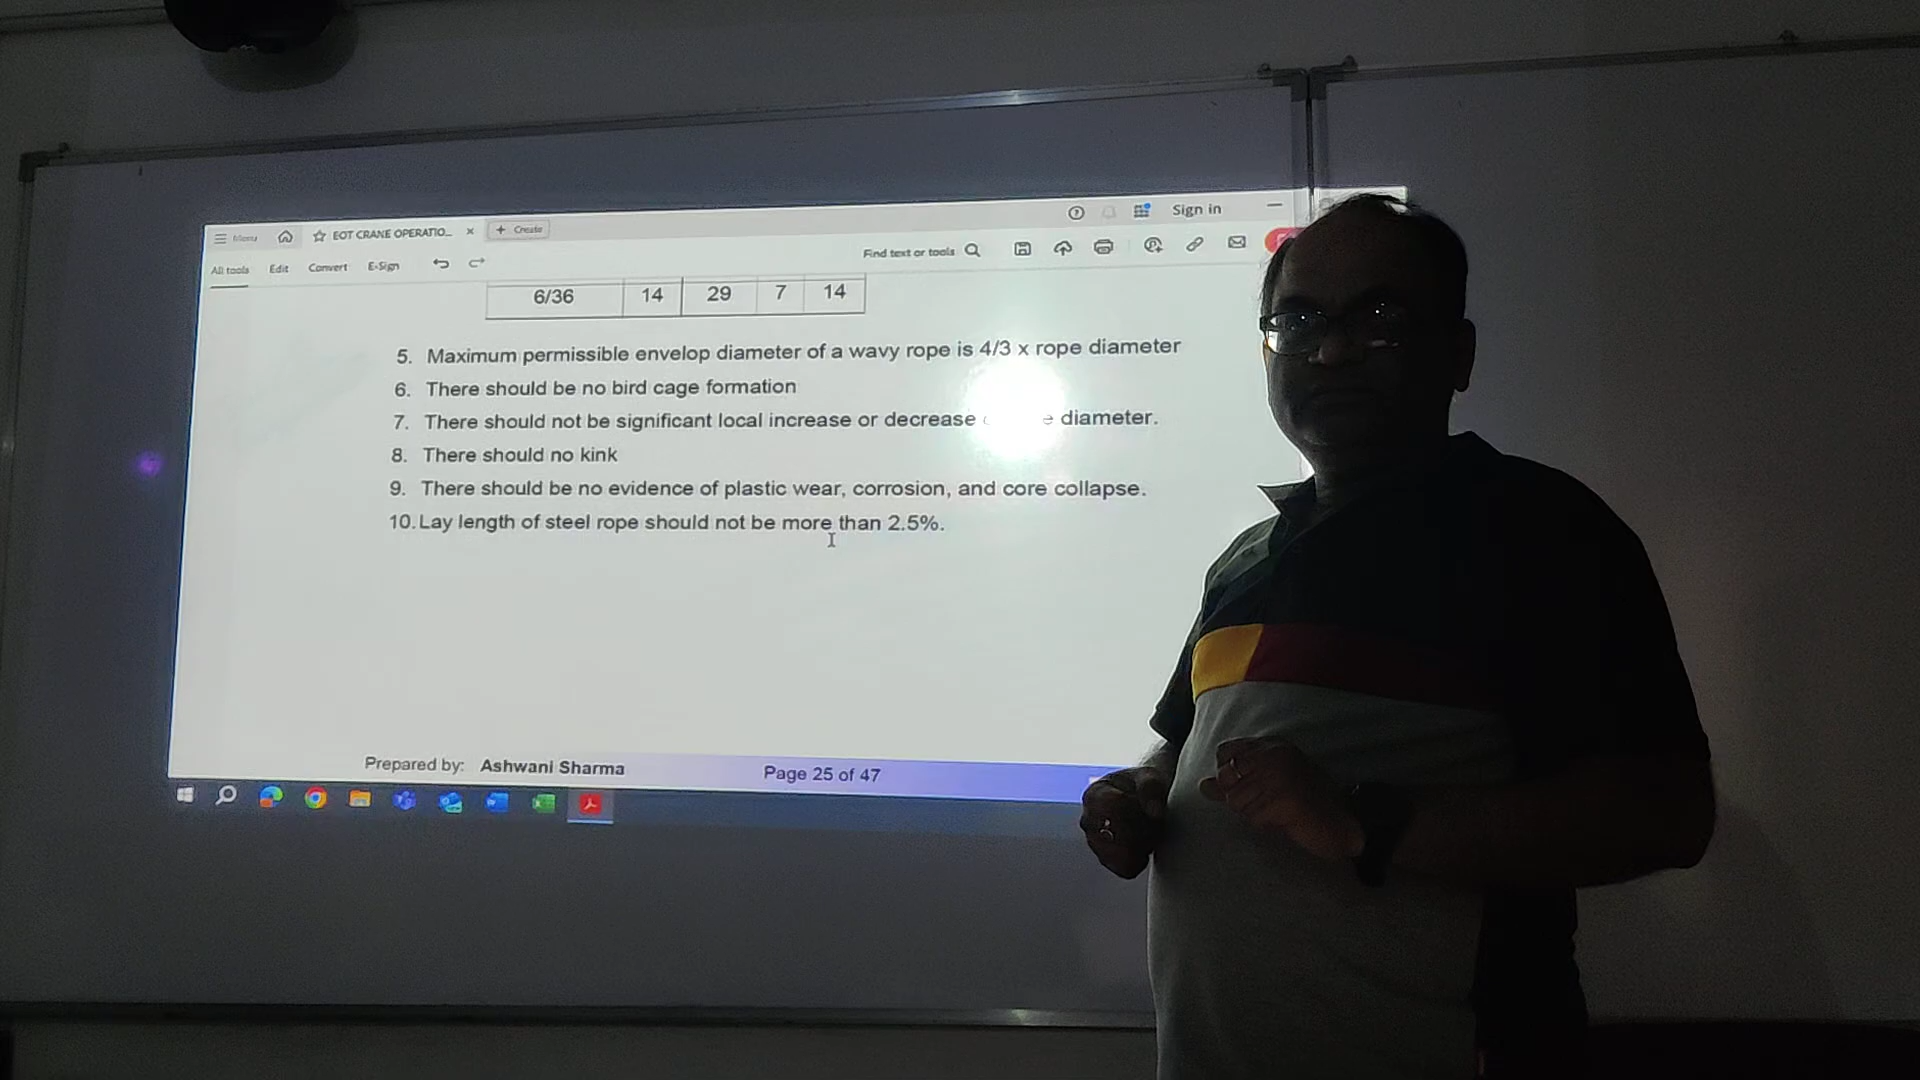 Menu EOT CRANE OPERATIO... × + Create Sign in
All tools Edit Convert E-Sign Find text or tools
6/36 14 29 7 14
5. Maximum permissible envelop diameter of a wavy rope is 4/3 x rope diameter
6. There should be no bird cage formation
7. There should not be significant local increase or decrease diameter.
8. There should no kink
9. There should be no evidence of plastic wear, corrosion, and core collapse.
10. Lay length of steel rope should not be more than 2.5%.
Prepared by: Ashwani Sharma Page 25 of 47